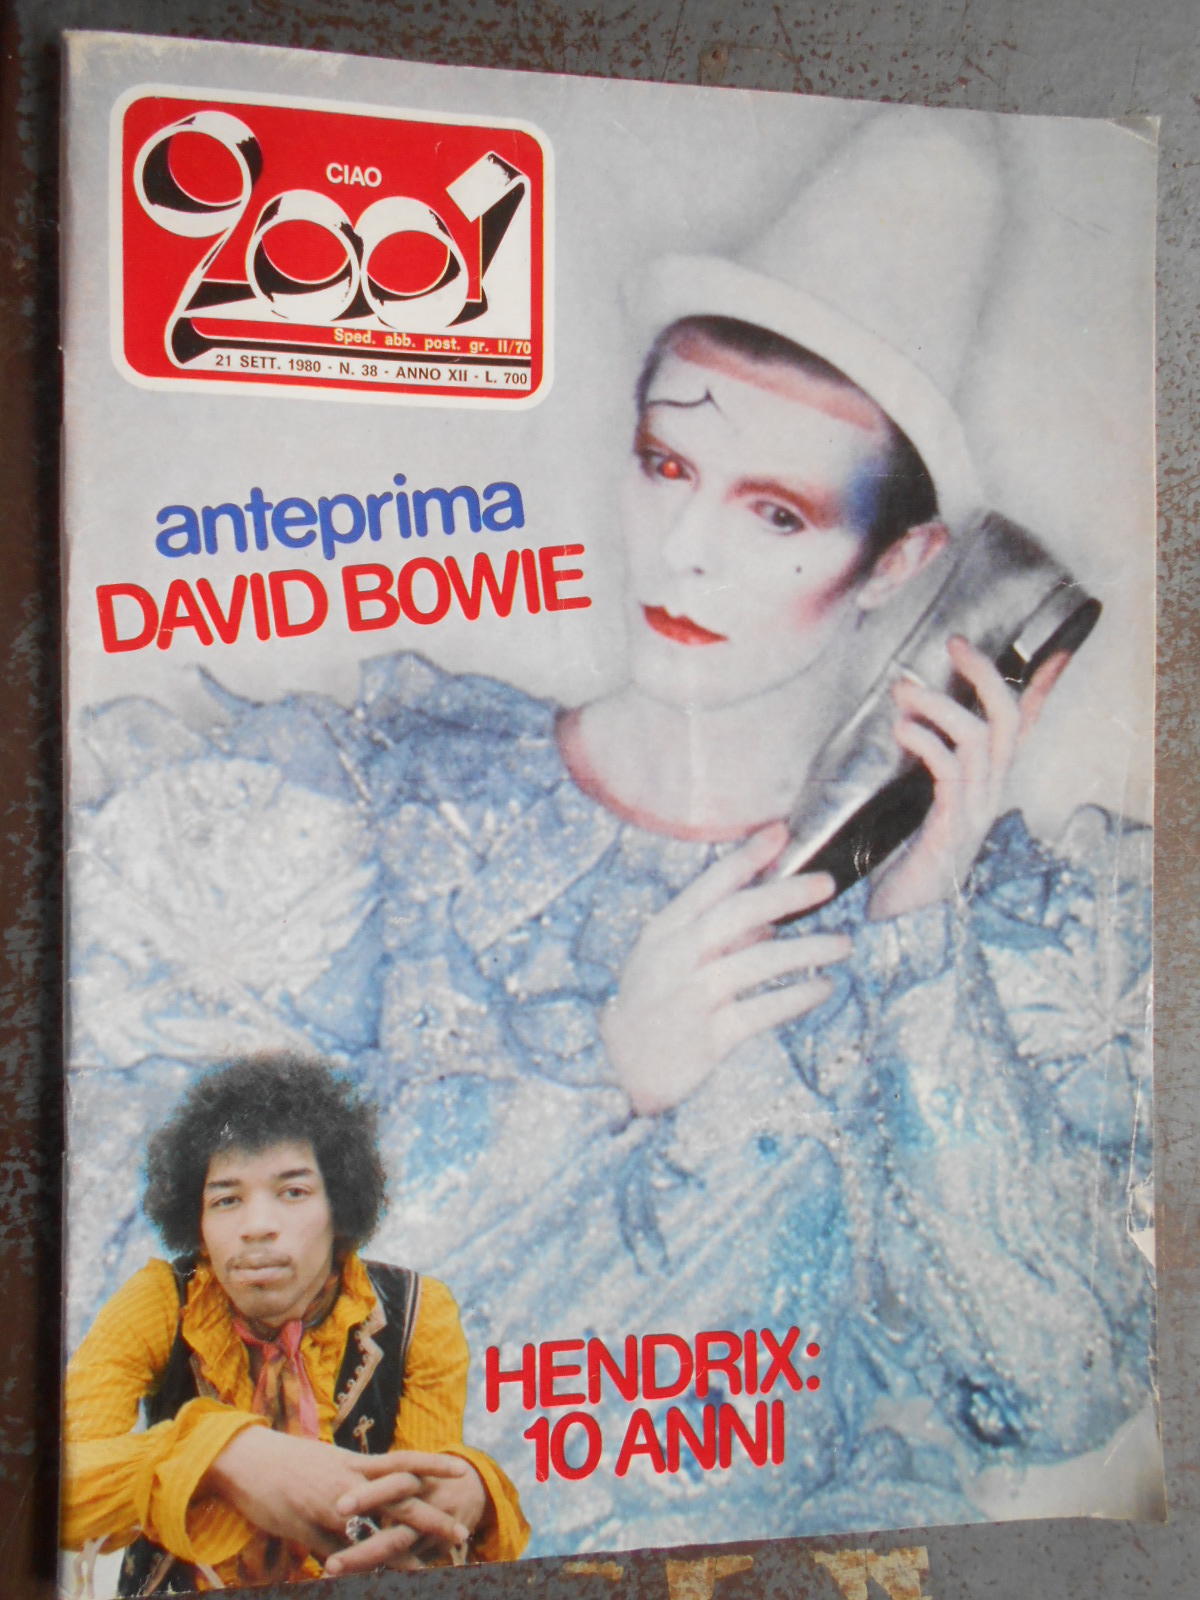 CIAO
2001
Sped. abb. post. gr. II/70
21 SETT. 1980 - N. 38 - ANNO XII - L. 700
anteprima
DAVID BOWIE
HENDRIX:
10 ANNI